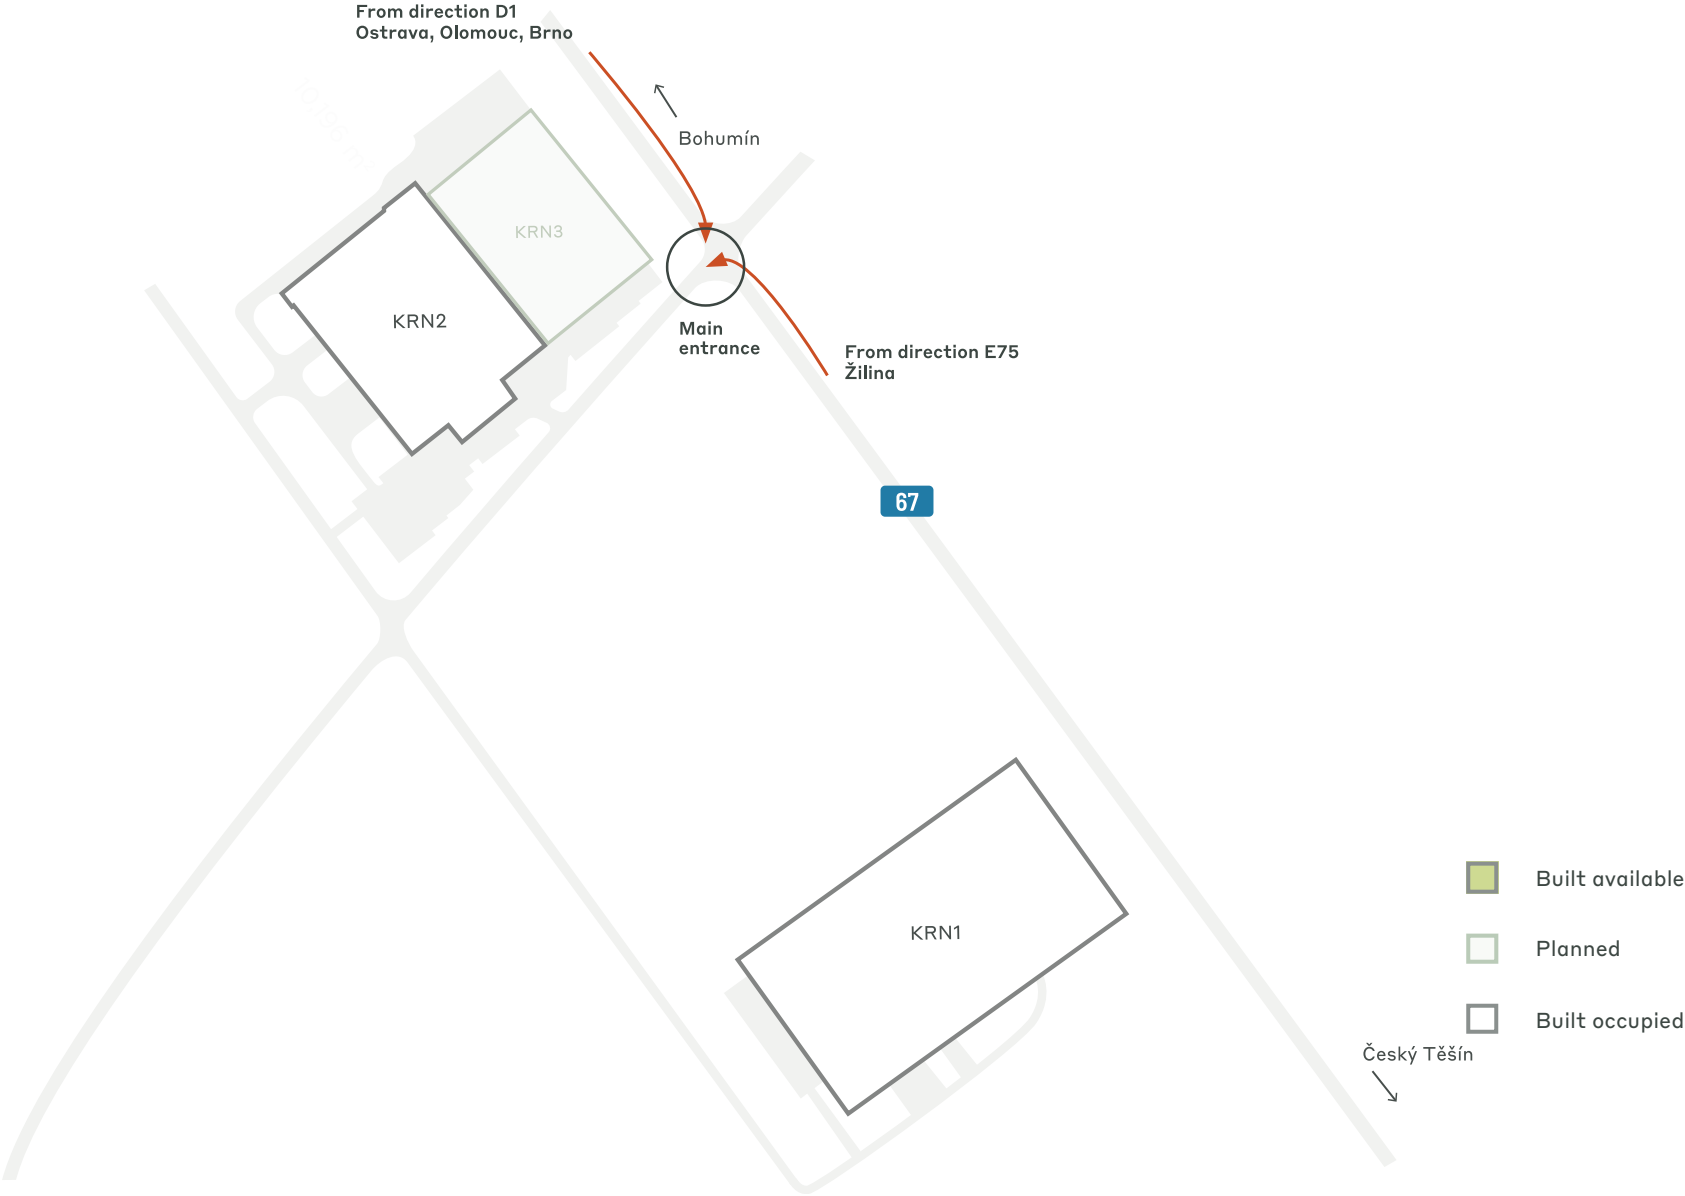 From direction D1
Ostrava, Olomouc, Brno
Bohumín
KRN3
KRN2
Main
entrance
From direction E75
Žilina
67
KRN1
Built available
Planned
Built occupied
Český Těšín